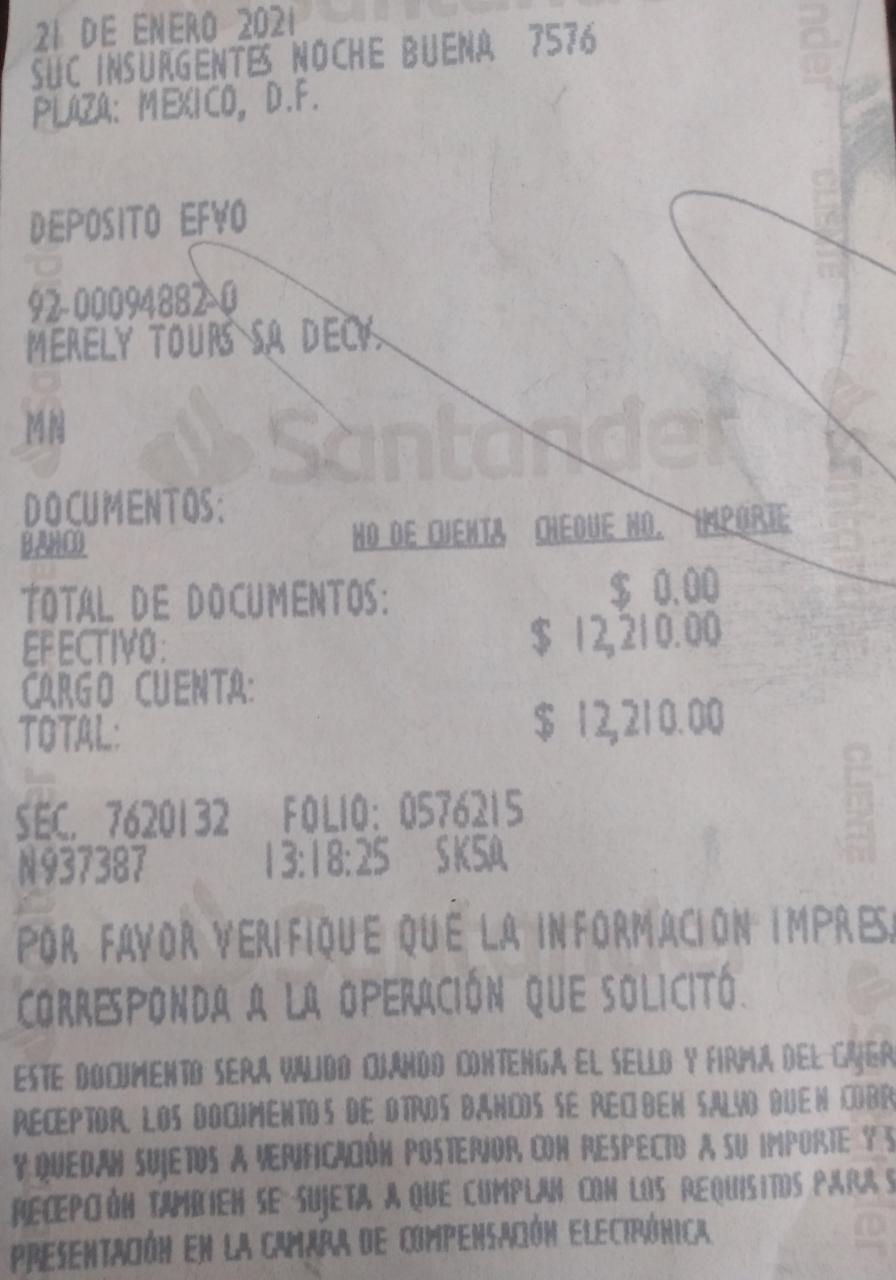 21 DE ENERO 2021
SUC INSURGENTES NOCHE BUENA 7576
PLAZA: MEXICO, D.F.
DEPOSITO EFVO
92-00094882-0
MERELY TOURS SA DECV.
MN
Santander
DOCUMENTOS:
BANCO NO DE CUENTA CHEQUE NO. IMPORTE
TOTAL DE DOCUMENTOS: $ 0.00
EFECTIVO: $ 12,210.00
CARGO CUENTA:
TOTAL: $ 12,210.00
SEC. 7620132 FOLIO: 0576215
N937387 13:18:25 SKSA
POR FAVOR VERIFIQUE QUE LA INFORMACION IMPRESA
CORRESPONDA A LA OPERACIÓN QUE SOLICITÓ.
ESTE DOCUMENTO SERA VALIDO CUANDO CONTENGA EL SELLO Y FIRMA DEL CAJER
RECEPTOR. LOS DOCUMENTOS DE OTROS BANCOS SE RECIBEN SALVO BUEN COBR
Y QUEDAN SUJETOS A VERIFICACIÓN POSTERIOR CON RESPECTO A SU IMPORTE Y S
RECEPCIÓN TAMBIEN SE SUJETA A QUE CUMPLAN CON LOS REQUISITOS PARA S
PRESENTACIÓN EN LA CAMARA DE COMPENSACIÓN ELECTRÓNICA
CLIENTE
CLIENTE